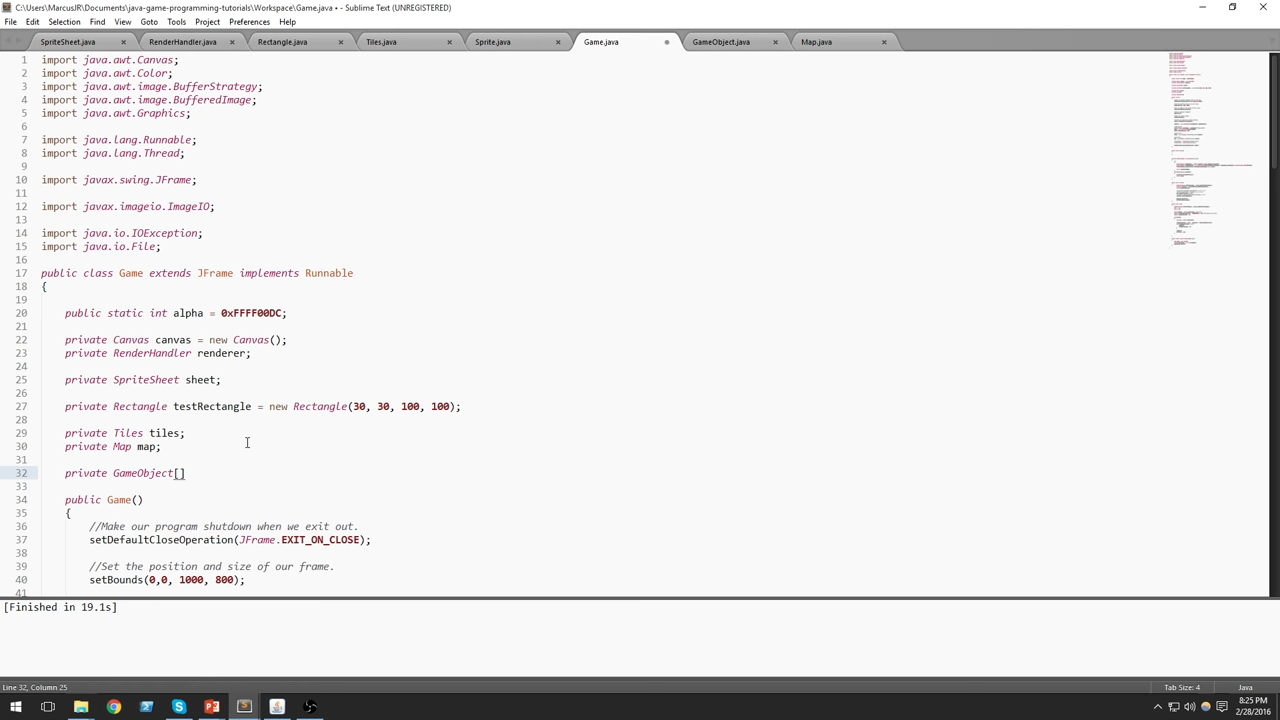 C:\Users\MarcusJR\Documents\java-game-programming-tutorials\Workspace\Game.java • - Sublime Text (UNREGISTERED)
File Edit Selection Find View Goto Tools Project Preferences Help
SpriteSheet.java RenderHandler.java Rectangle.java Tiles.java Sprite.java Game.java GameObject.java Map.java
1 import java.awt.Canvas;
2 import java.awt.Color;
3 import java.awt.image.BufferStrategy;
4 import java.awt.image.BufferedImage;
5 import java.awt.Graphics;
6
7 import java.lang.Runnable;
8 import java.lang.Thread;
9
10 import javax.swing.JFrame;
11
12 import javax.imageio.ImageIO;
13
14 import java.io.IOException;
15 import java.io.File;
16
17 public class Game extends JFrame implements Runnable
18 {
19
20 public static int alpha = 0xFFFF00DC;
21
22 private Canvas canvas = new Canvas();
23 private RenderHandler renderer;
24
25 private SpriteSheet sheet;
26
27 private Rectangle testRectangle = new Rectangle(30, 30, 100, 100);
28
29 private Tiles tiles;
30 private Map map;
31
32 private GameObject[]
33
34 public Game()
35 {
36 //Make our program shutdown when we exit out.
37 setDefaultCloseOperation(JFrame.EXIT_ON_CLOSE);
38
39 //Set the position and size of our frame.
40 setBounds(0,0, 1000, 800);
41
[Finished in 19.1s]
Line 32, Column 25 Tab Size: 4 Java
8:25 PM
2/28/2016